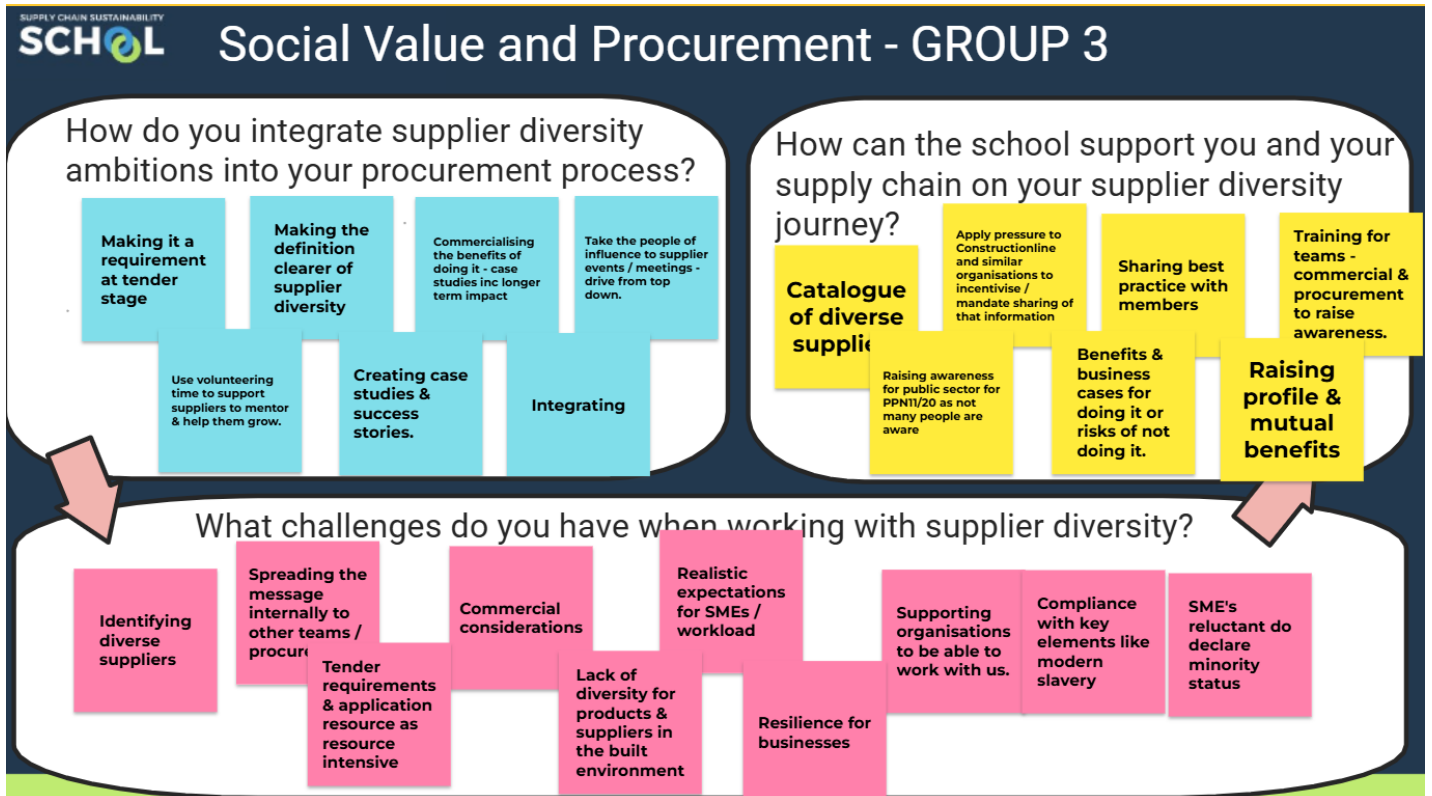 SUPPLY CHAIN SUSTAINABILITY
SCHOOL
Social Value and Procurement - GROUP 3
How do you integrate supplier diversity
ambitions into your procurement process?
Making it a
requirement
at tender
stage
Making the
definition
clearer of
supplier
diversity
Commercialising
the benefits of
doing it - case
studies inc longer
term impact
Take the people of
influence to supplier
events / meetings -
drive from top
down.
Use volunteering
time to support
suppliers to mentor
& help them grow.
Creating case
studies &
success
stories.
Integrating
How can the school support you and your
supply chain on your supplier diversity
journey?
Catalogue
of diverse
Apply pressure to
Constructionline
and similar
organisations to
incentivise /
mandate sharing of
that information
Sharing best
practice with
members
Training for
teams -
commercial &
procurement
to raise
awareness.
Raising awareness
for public sector for
PPN11/20 as not
many people are
aware
Benefits &
business
cases for
doing it or
risks of not
doing it.
Raising
profile &
mutual
benefits
What challenges do you have when working with supplier diversity?
Identifying
diverse
suppliers
Spreading the
message
internally to
other teams /
Tender
requirements
& application
resource as
resource
intensive
Commercial
considerations
Lack of
diversity for
products &
suppliers in
the built
environment
Realistic
expectations
for SMEs /
workload
Resilience for
businesses
Supporting
organisations
to be able to
work with us.
Compliance
with key
elements like
modern
slavery
SME's
reluctant do
declare
minority
status